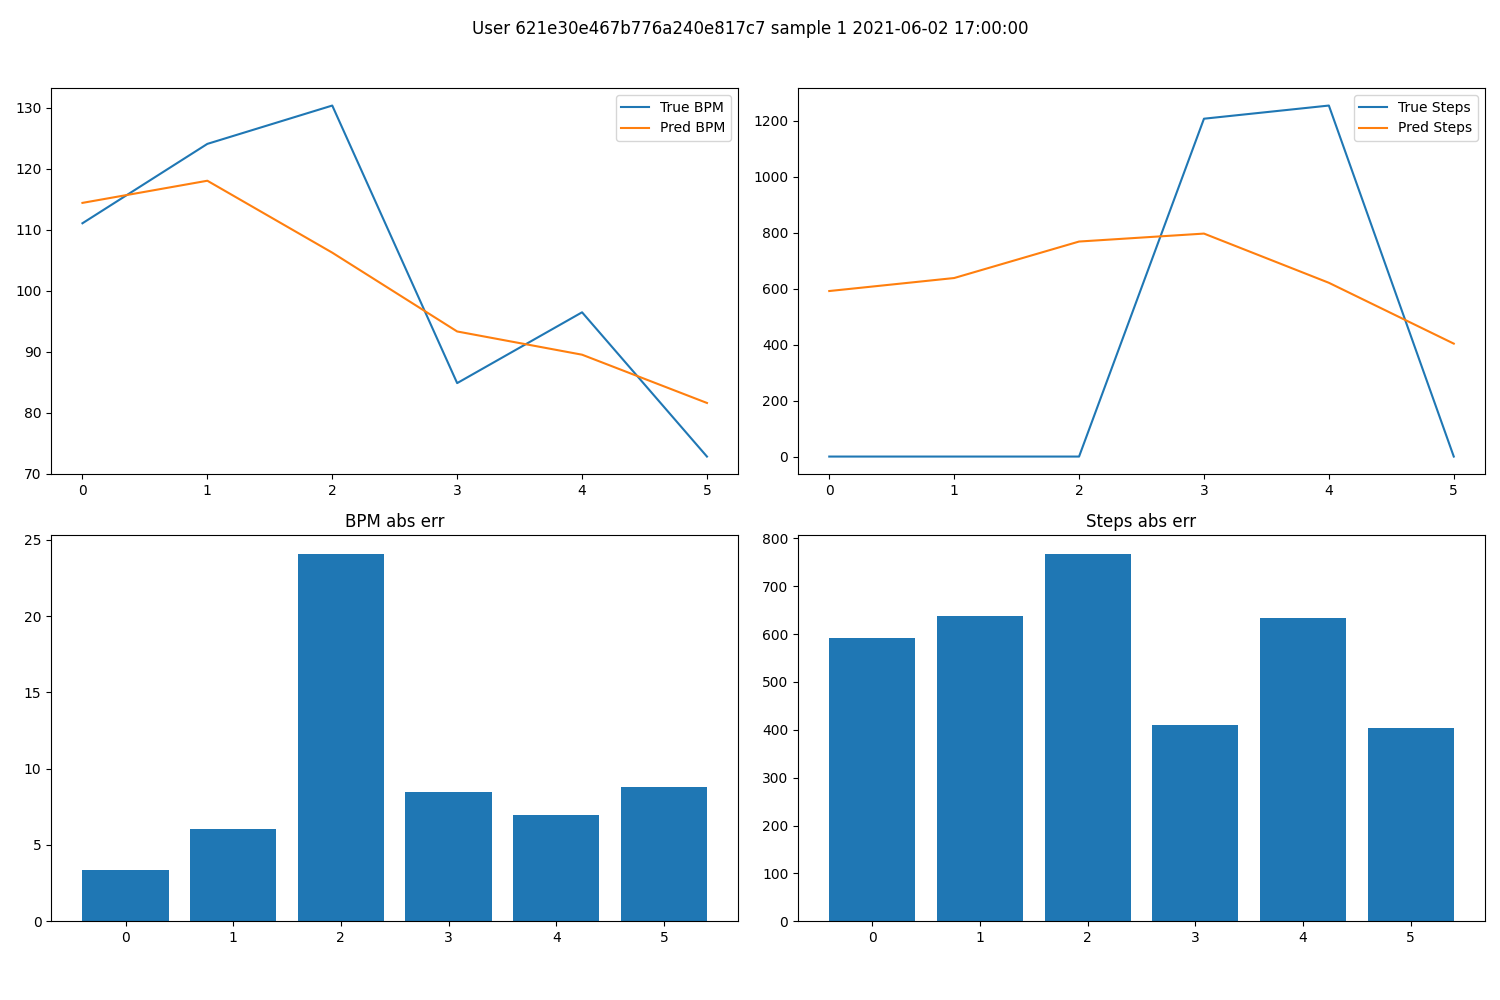 User 621e30e467b776a240e817c7 sample 1 2021-06-02 17:00:00
True BPM
Pred BPM
130
120
110
100
90
80
70
0 1 2 3 4 5
True Steps
Pred Steps
1200
1000
800
600
400
200
0
0 1 2 3 4 5
BPM abs err
25
20
15
10
5
0
0 1 2 3 4 5
Steps abs err
800
700
600
500
400
300
200
100
0
0 1 2 3 4 5